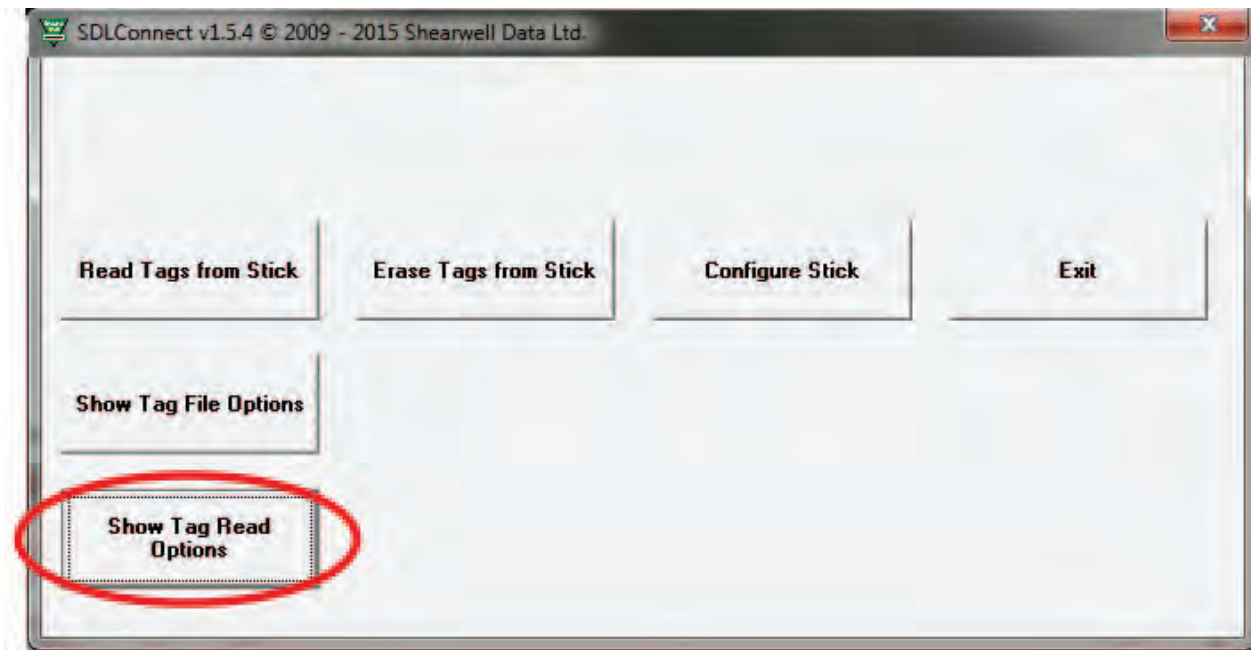 SDLConnect v1.5.4 © 2009 - 2015 Shearwell Data Ltd.
Read Tags from Stick
Erase Tags from Stick
Configure Stick
Exit
Show Tag File Options
Show Tag Read
Options